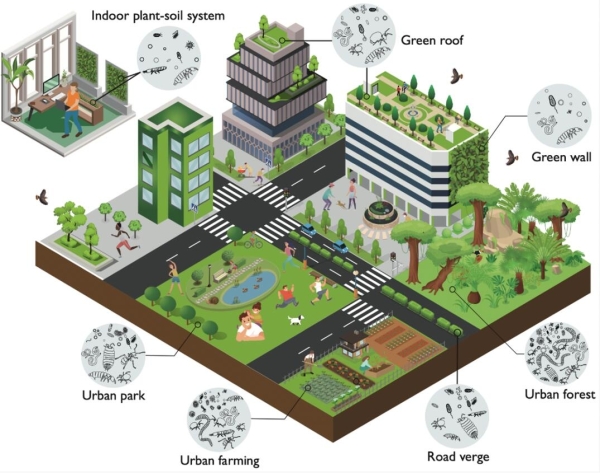 Indoor plant-soil system
Green roof
Green wall
Urban park
Urban farming
Road verge
Urban forest